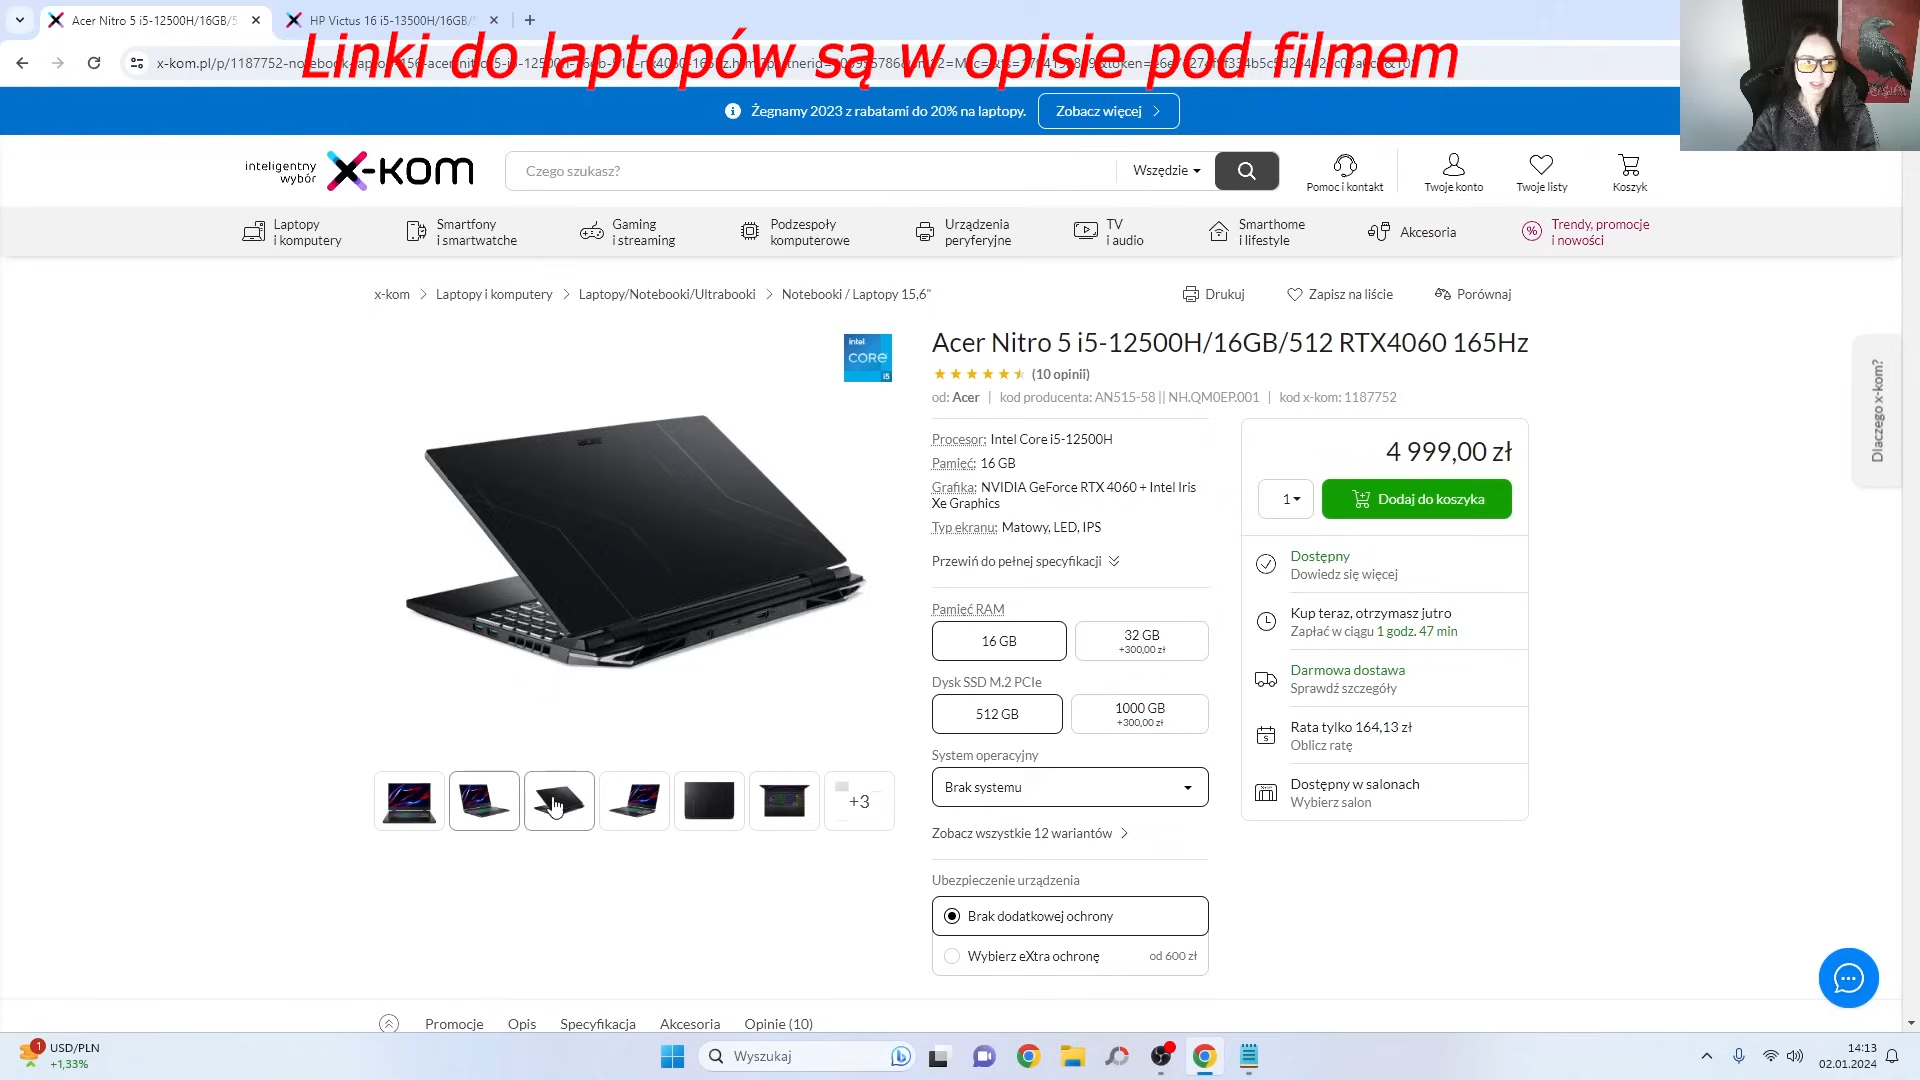 Acer Nitro 5 i5-12500H/16GB/5
HP Victus 16 i5-13500H/16GB/5
Linki do laptopów są w opisie pod filmem
Żegnamy 2023 z rabatami do 20% na laptopy.
Zobacz więcej
inteligentny
wybór
x-kom
Czego szukasz?
Wszędzie
Pomoc i kontakt
Twoje konto
Twoje listy
Koszyk
Laptopy
i komputery
Smartfony
i smartwatche
Gaming
i streaming
Podzespoły
komputerowe
Urządzenia
peryferyjne
TV
i audio
Smarthome
i lifestyle
Akcesoria
Trendy, promocje
i nowości
x-kom
Laptopy i komputery
Laptopy/Notebooki/Ultrabooki
Notebooki / Laptopy 15,6"
Drukuj
Zapisz na liście
Porównaj
Dlaczego x-kom?
intel
CORE
i5
Acer Nitro 5 i5-12500H/16GB/512 RTX4060 165Hz
(10 opinii)
od: Acer | kod producenta: AN515-58 || NH.QM0EP.001 | kod x-kom: 1187752
Procesor: Intel Core i5-12500H
Pamięć: 16 GB
Grafika: NVIDIA GeForce RTX 4060 + Intel Iris
Xe Graphics
Typ ekranu: Matowy, LED, IPS
Przewiń do pełnej specyfikacji
4 999,00 zł
1
Dodaj do koszyka
Dostępny
Dowiedz się więcej
Kup teraz, otrzymasz jutro
Zapłać w ciągu 1 godz. 47 min
Darmowa dostawa
Sprawdź szczegóły
Rata tylko 164,13 zł
Oblicz ratę
Dostępny w salonach
Wybierz salon
Pamięć RAM
16 GB
32 GB
+300,00 zł
Dysk SSD M.2 PCIe
512 GB
1000 GB
+300,00 zł
System operacyjny
Brak systemu
Zobacz wszystkie 12 wariantów
Ubezpieczenie urządzenia
Brak dodatkowej ochrony
Wybierz eXtra ochronę
od 600 zł
+3
Promocje
Opis
Specyfikacja
Akcesoria
Opinie (10)
1
USD/PLN
+1,33%
Wyszukaj
14:13
02.01.2024